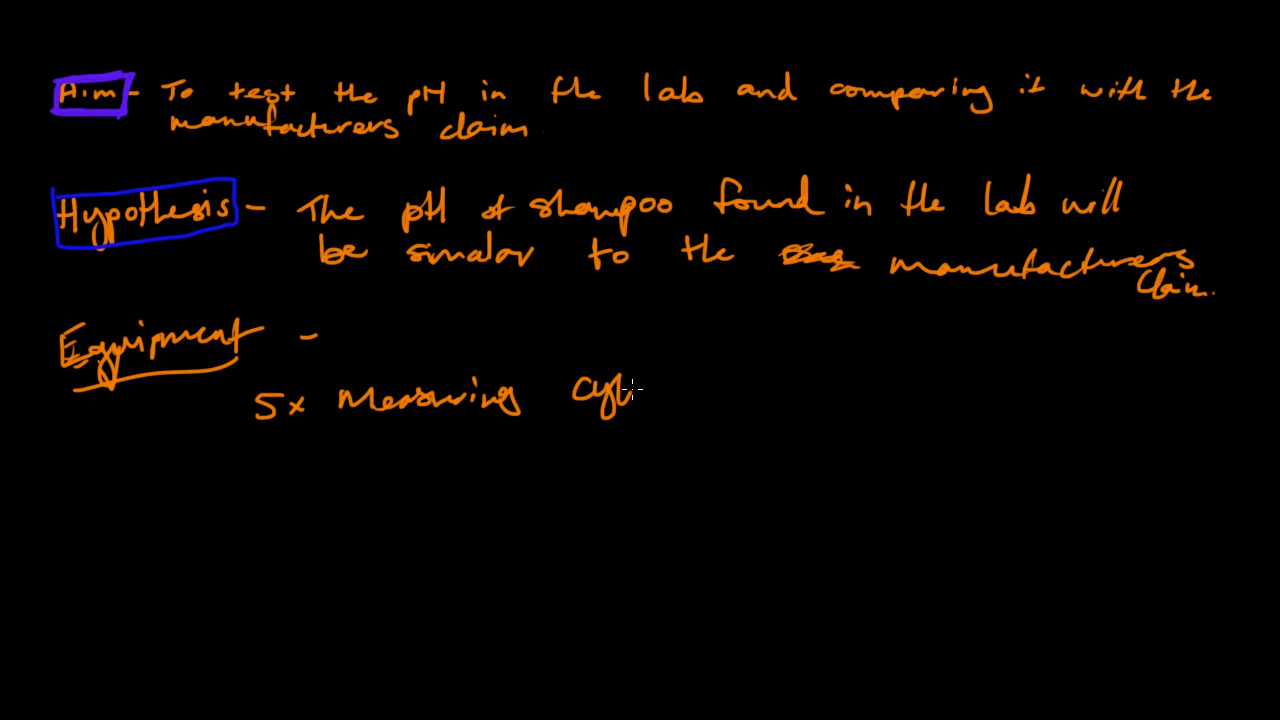 Aim - To test the pH in the lab and comparing it with the
manufacturers claim
Hypothesis - The pH of shampoo found in the lab will
be similar to the manufacturers
claim.
Equipment -
5x Measuring Cyl